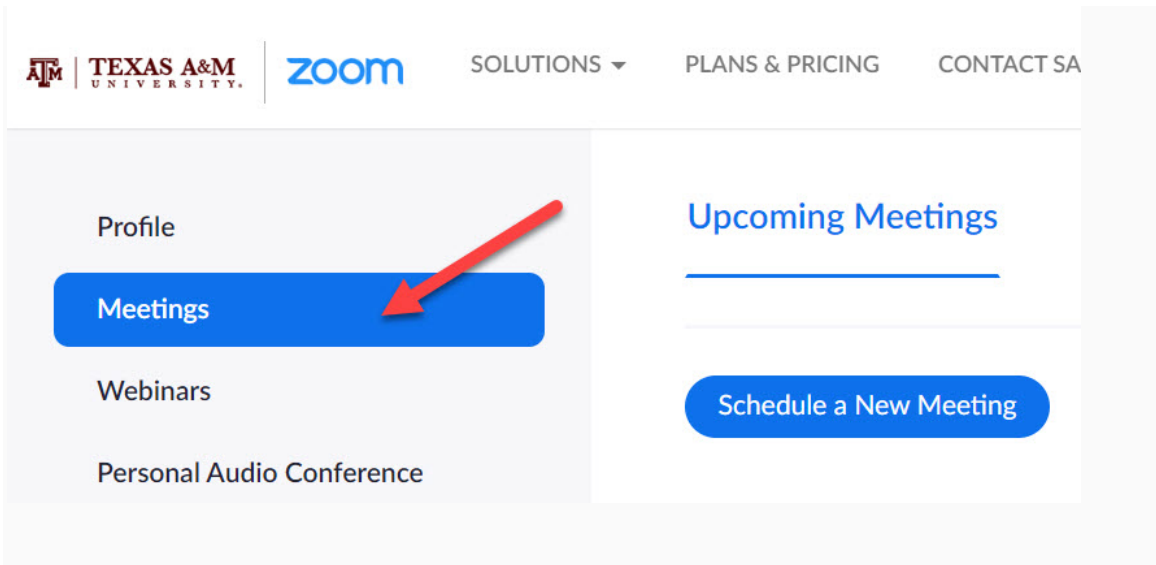 ATM | TEXAS A&M
UNIVERSITY.
zoom
SOLUTIONS
PLANS & PRICING
CONTACT SA
Profile
Meetings
Webinars
Personal Audio Conference
Upcoming Meetings
Schedule a New Meeting